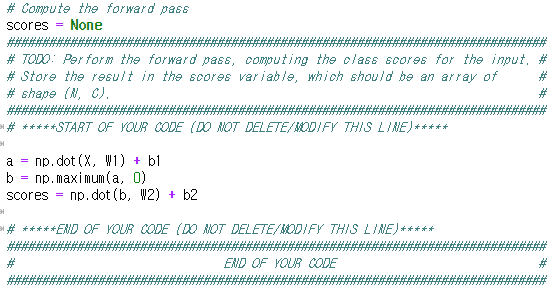 # Compute the forward pass
scores = None
#############################################################################
# TODO: Perform the forward pass, computing the class scores for the input. #
# Store the result in the scores variable, which should be an array of      #
# shape (N, C).                                                             #
#############################################################################
# *****START OF YOUR CODE (DO NOT DELETE/MODIFY THIS LINE)*****
a = np.dot(X, W1) + b1
b = np.maximum(a, 0)
scores = np.dot(b, W2) + b2
# *****END OF YOUR CODE (DO NOT DELETE/MODIFY THIS LINE)*****
#############################################################################
#                              END OF YOUR CODE                             #
#############################################################################